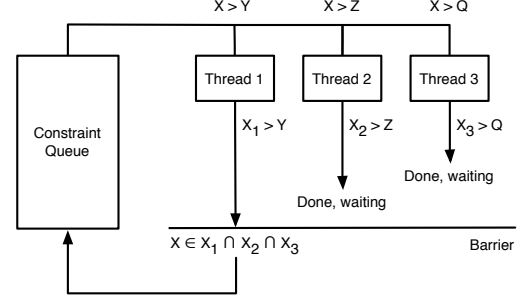 X > Y
X > Z
X > Q
Constraint
Queue
Thread 1
Thread 2
Thread 3
X₁ > Y
X₂ > Z
X₃ > Q
Done, waiting
Done, waiting
X ∈ X₁ ∩ X₂ ∩ X₃
Barrier